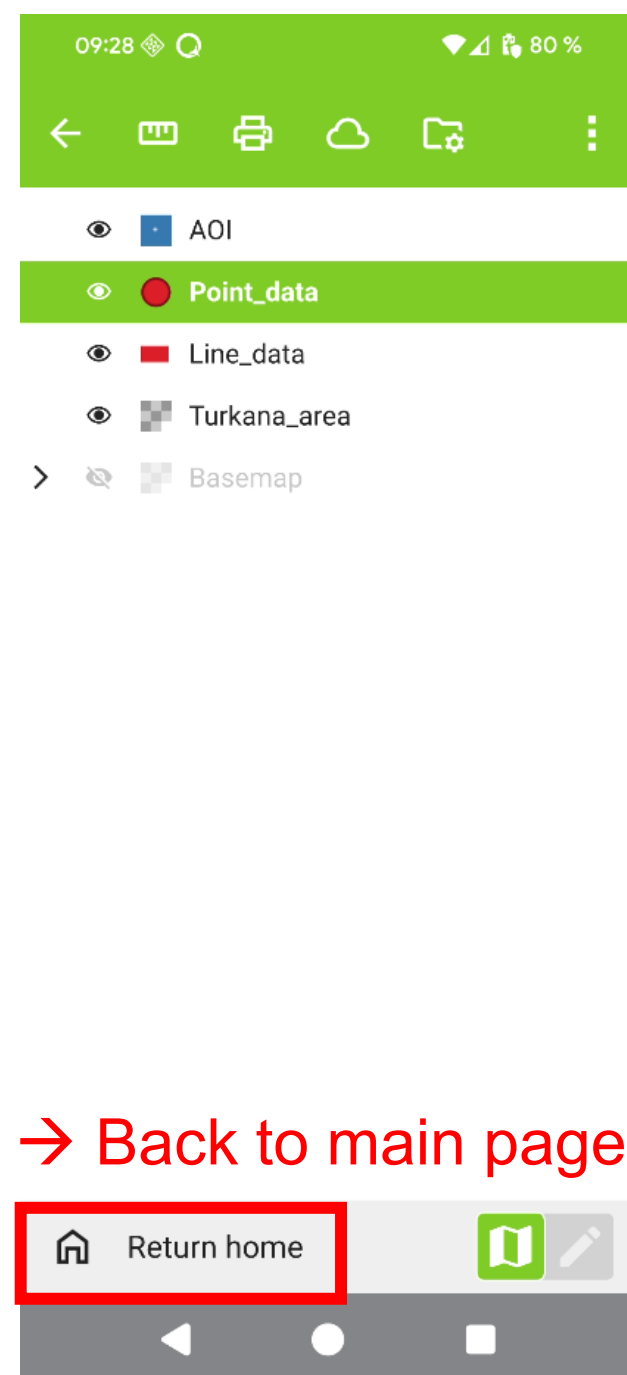 09:28 80 %
AOI
Point_data
Line_data
Turkana_area
Basemap
→ Back to main page
Return home